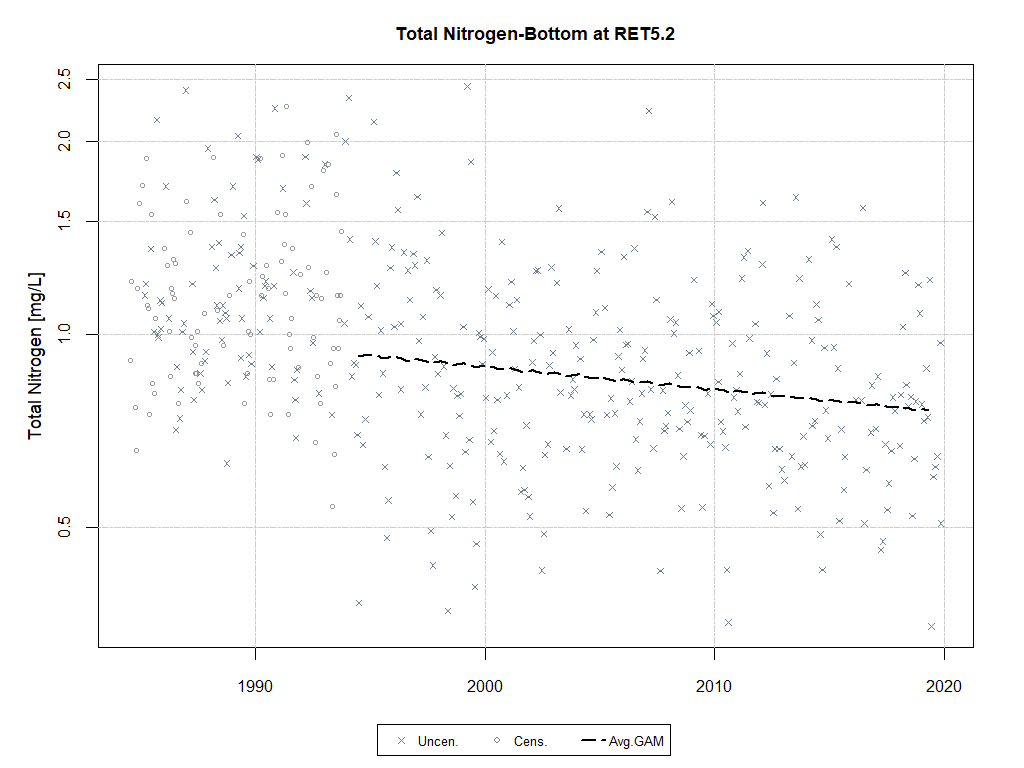 Total Nitrogen-Bottom at RET5.2
Total Nitrogen [mg/L]
2.5
2.0
1.5
1.0
0.5
1990 2000 2010 2020
Uncen. Cens. Avg.GAM